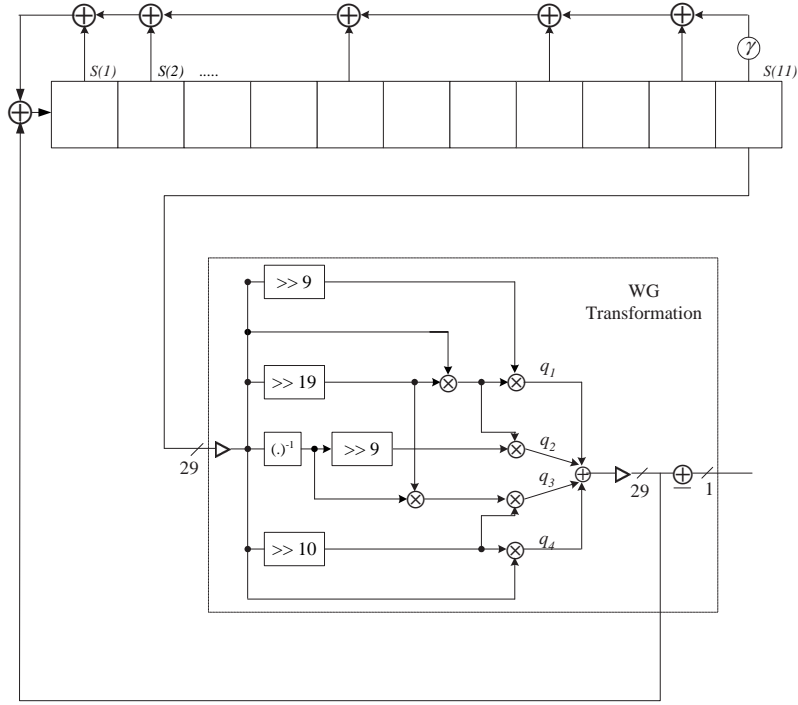 γ
S(1) S(2) ..... S(11)
>> 9
WG
Transformation
>> 19
q1
(.)-1
>> 9
q2
29
q3
29
1
>> 10
q4